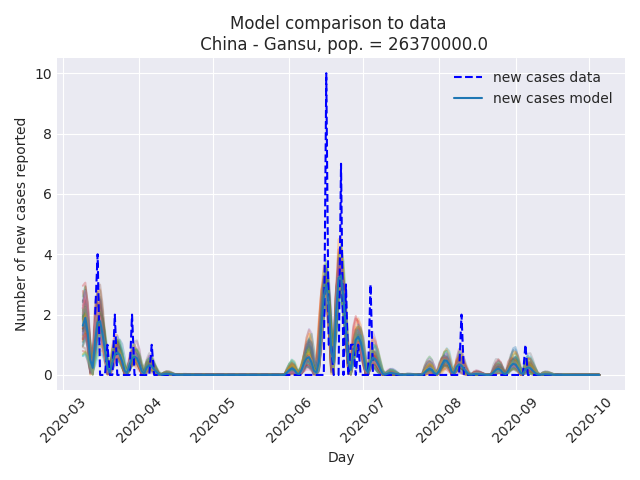 Model comparison to data
China - Gansu, pop. = 26370000.0
new cases data
new cases model
Number of new cases reported
10
8
6
4
2
0
2020-03
2020-04
2020-05
2020-06
2020-07
2020-08
2020-09
2020-10
Day